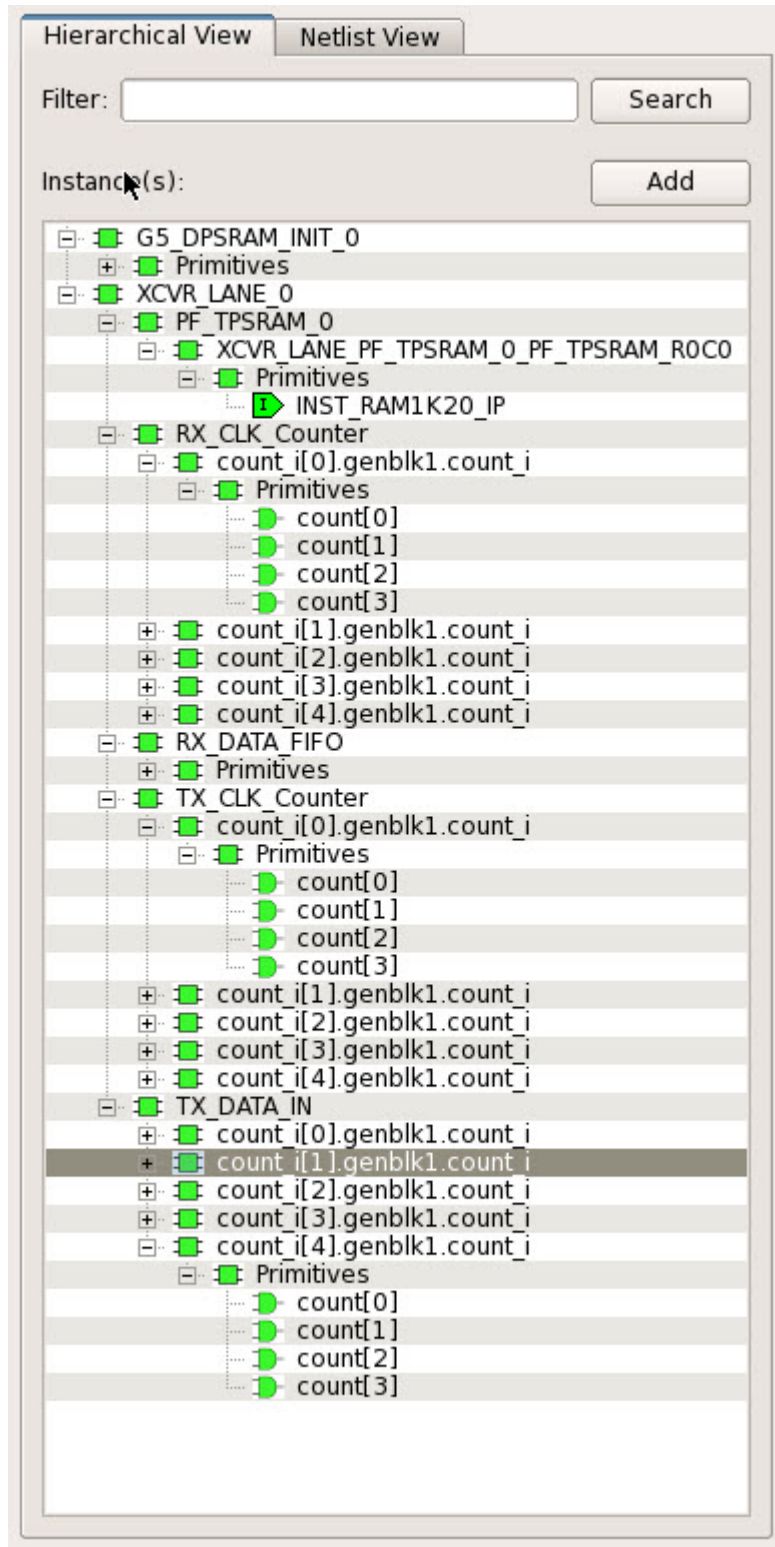 Hierarchical View Netlist View
Filter: Search
Instance(s): Add
G5_DPSRAM_INIT_0
Primitives
XCVR_LANE_0
PF_TPSRAM_0
XCVR_LANE_PF_TPSRAM_0_PF_TPSRAM_R0C0
Primitives
I INST_RAM1K20_IP
RX_CLK_Counter
count_i[0].genblk1.count_i
Primitives
count[0]
count[1]
count[2]
count[3]
count_i[1].genblk1.count_i
count_i[2].genblk1.count_i
count_i[3].genblk1.count_i
count_i[4].genblk1.count_i
RX_DATA_FIFO
Primitives
TX_CLK_Counter
count_i[0].genblk1.count_i
Primitives
count[0]
count[1]
count[2]
count[3]
count_i[1].genblk1.count_i
count_i[2].genblk1.count_i
count_i[3].genblk1.count_i
count_i[4].genblk1.count_i
TX_DATA_IN
count_i[0].genblk1.count_i
count_i[1].genblk1.count_i
count_i[2].genblk1.count_i
count_i[3].genblk1.count_i
count_i[4].genblk1.count_i
Primitives
count[0]
count[1]
count[2]
count[3]